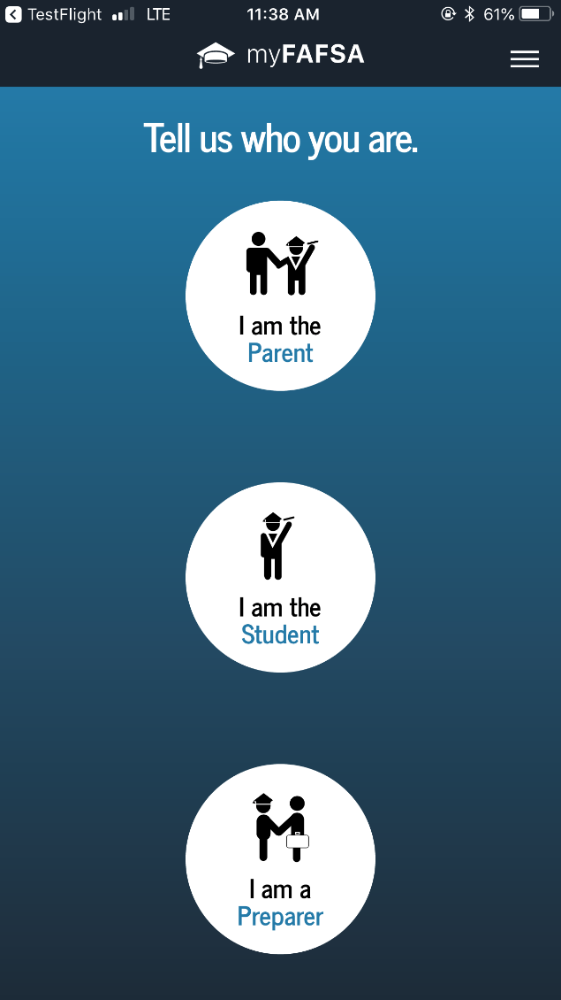 TestFlight LTE 11:38 AM 61%
myFAFSA
Tell us who you are.
I am the
Parent
I am the
Student
I am a
Preparer